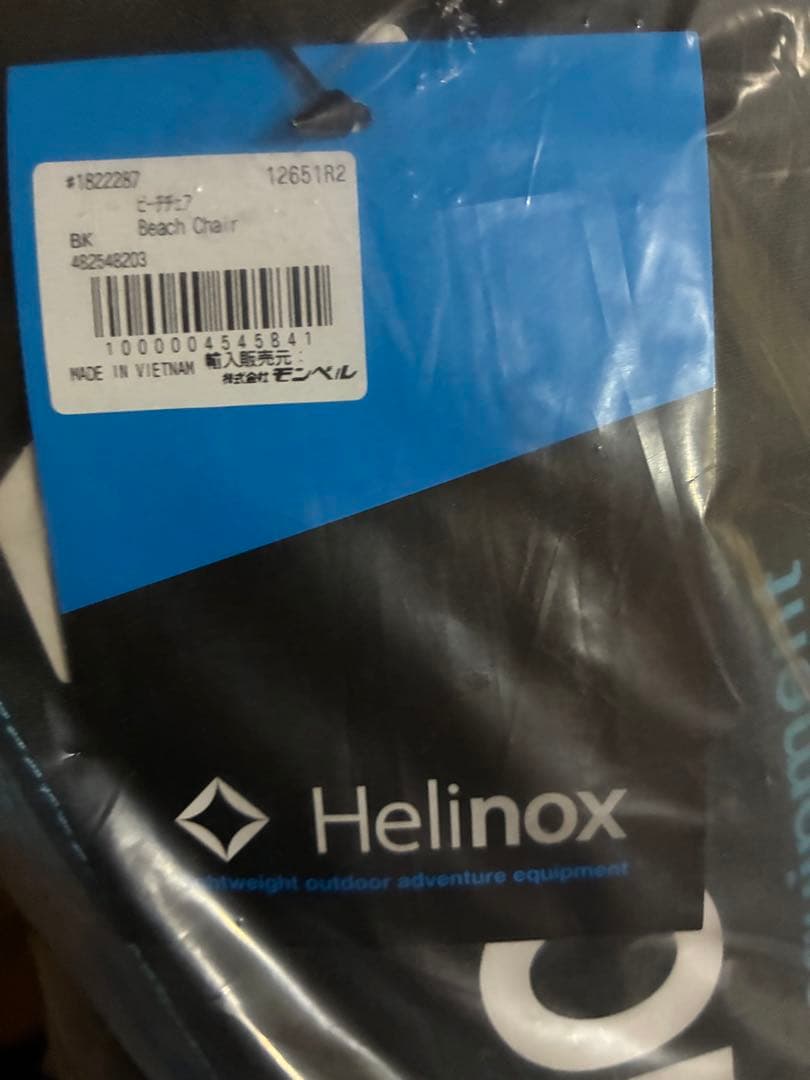 #1822287 12651R2
ビーチチェア
BK Beach Chair
482548203
1000004545841
MADE IN VIETNAM 輸入販売元:
株式会社 モンベル
Helinox
lightweight outdoor adventure equipment